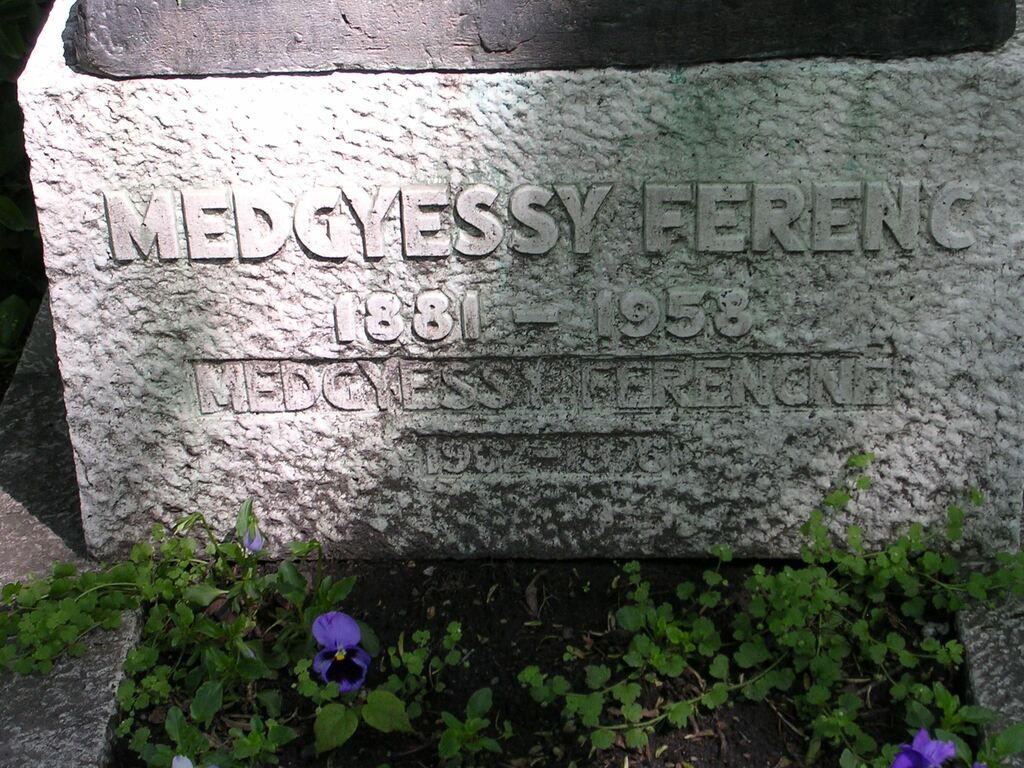 MEDGYESSY FERENC
1881 – 1958
MEDGYESSY FERENCNÉ